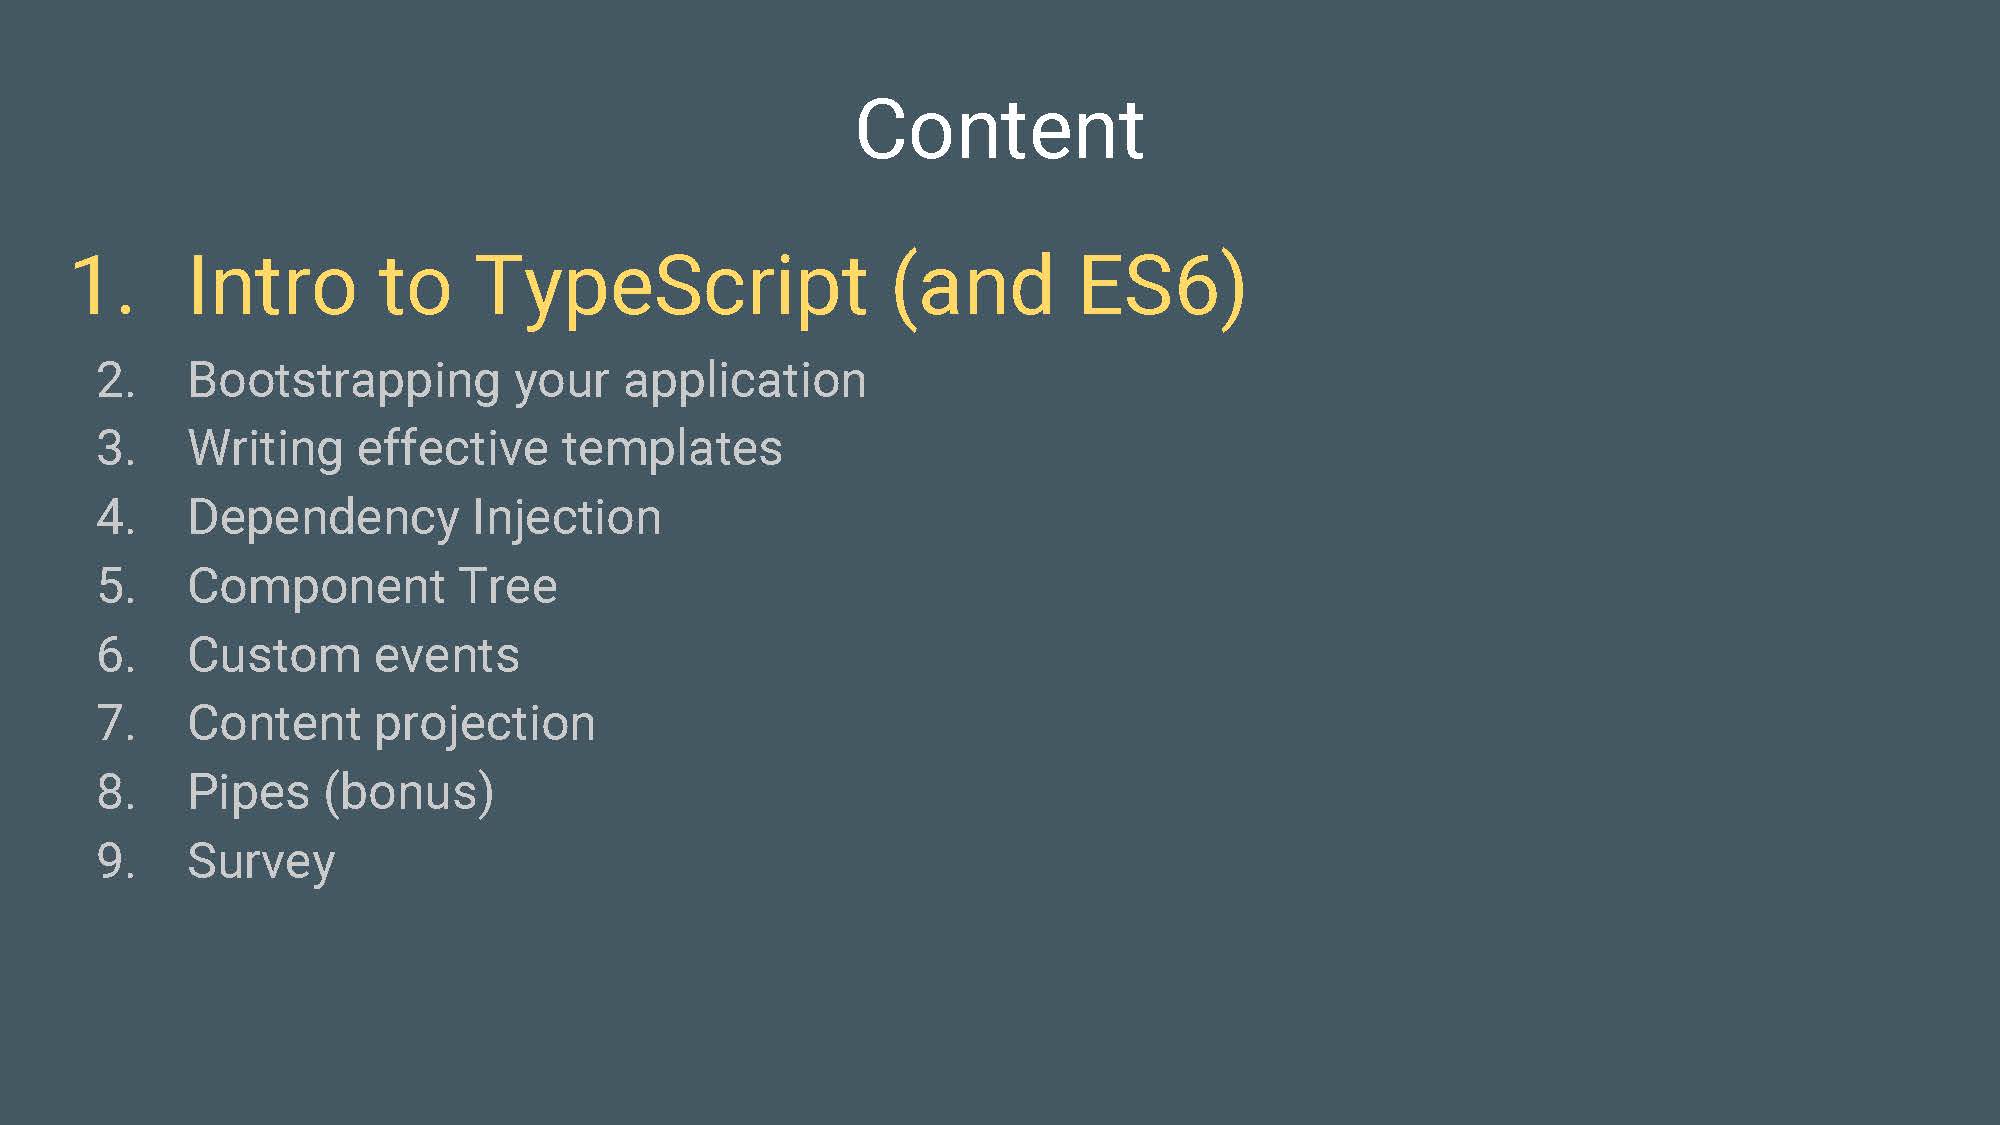 Content
1. Intro to TypeScript (and ES6)
2. Bootstrapping your application
3. Writing effective templates
4. Dependency Injection
5. Component Tree
6. Custom events
7. Content projection
8. Pipes (bonus)
9. Survey